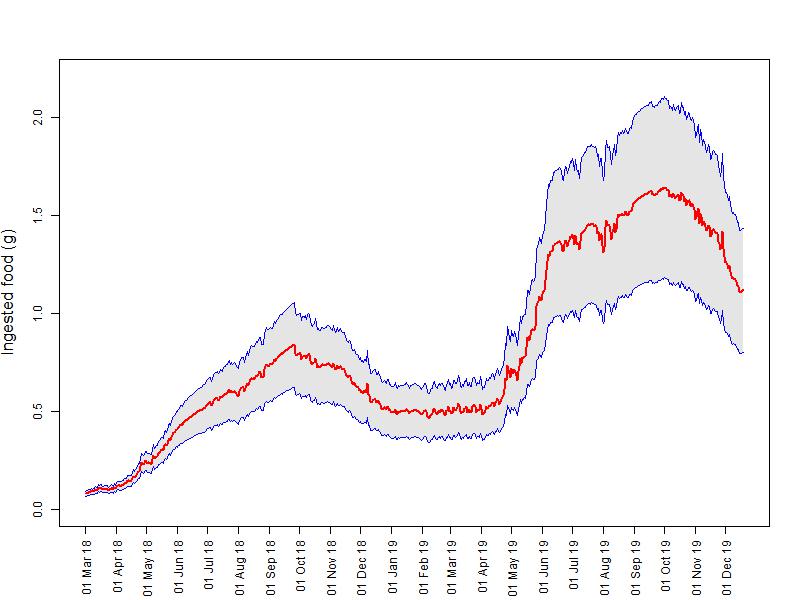 Ingested food (g)
2.0
1.5
1.0
0.5
0.0
01 Mar 18
01 Apr 18
01 May 18
01 Jun 18
01 Jul 18
01 Aug 18
01 Sep 18
01 Oct 18
01 Nov 18
01 Dec 18
01 Jan 19
01 Feb 19
01 Mar 19
01 Apr 19
01 May 19
01 Jun 19
01 Jul 19
01 Aug 19
01 Sep 19
01 Oct 19
01 Nov 19
01 Dec 19